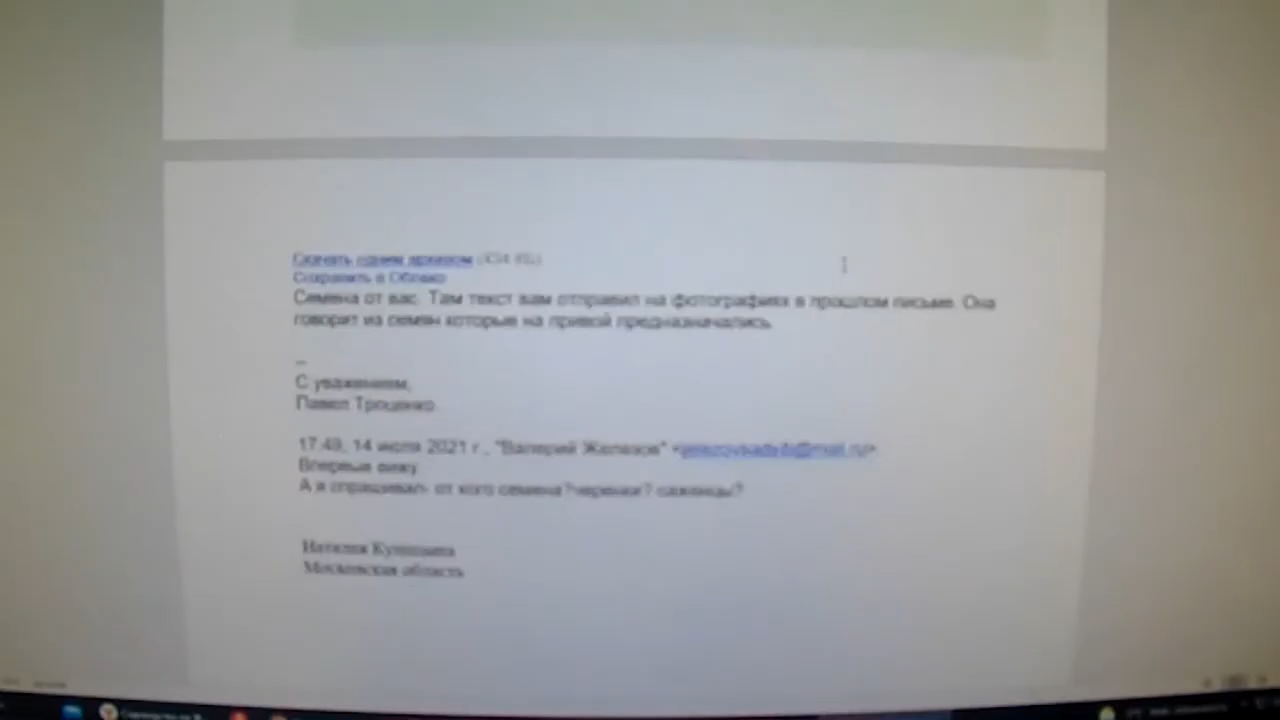 Скачать одним архивом (434 КБ)
Сохранить в Облако
Семена от вас. Там текст вам отправил на фотографиях в прошлом письме. Она
говорит из семян которые на привой предназначались.
--
С уважением,
Павел Троценко
17:49, 14 июля 2021 г., "Валерий Железов"
Впервые вижу
А я спрашивал- от кого семена?черенки? саженцы?
Наталия
Московская область